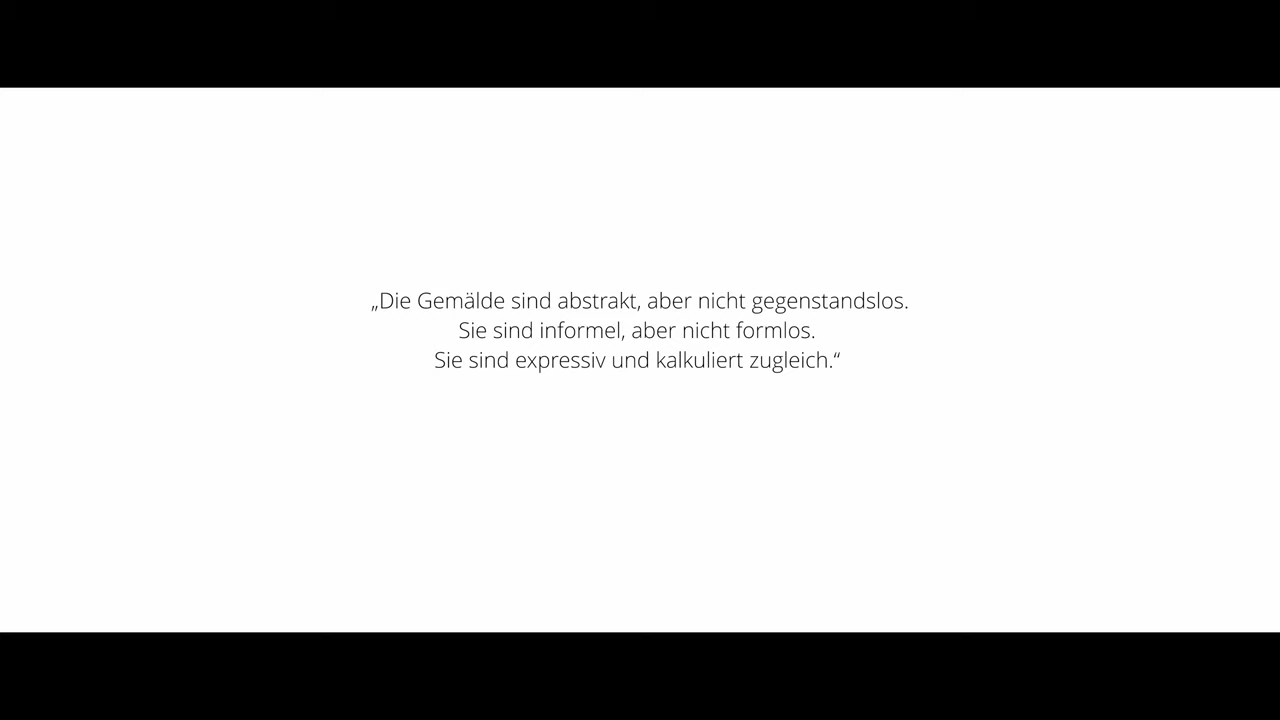 „Die Gemälde sind abstrakt, aber nicht gegenstandslos.
Sie sind informel, aber nicht formlos.
Sie sind expressiv und kalkuliert zugleich.“